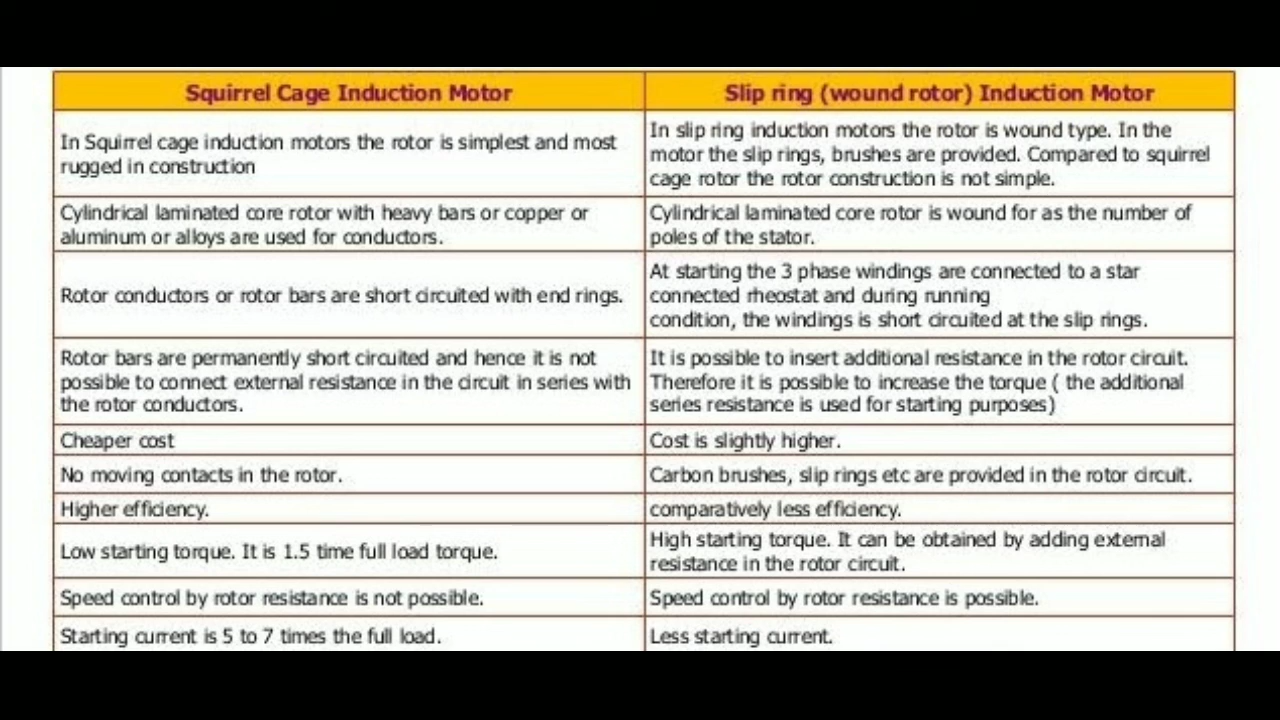 Squirrel Cage Induction Motor
Slip ring (wound rotor) Induction Motor
In Squirrel cage induction motors the rotor is simplest and most
rugged in construction
In slip ring induction motors the rotor is wound type. In the
motor the slip rings, brushes are provided. Compared to squirrel
cage rotor the rotor construction is not simple.
Cylindrical laminated core rotor with heavy bars or copper or
aluminum or alloys are used for conductors.
Cylindrical laminated core rotor is wound for as the number of
poles of the stator.
Rotor conductors or rotor bars are short circuited with end rings.
At starting the 3 phase windings are connected to a star
connected rheostat and during running
condition, the windings is short circuited at the slip rings.
Rotor bars are permanently short circuited and hence it is not
possible to connect external resistance in the circuit in series with
the rotor conductors.
It is possible to insert additional resistance in the rotor circuit.
Therefore it is possible to increase the torque ( the additional
series resistance is used for starting purposes)
Cheaper cost
Cost is slightly higher.
No moving contacts in the rotor.
Carbon brushes, slip rings etc are provided in the rotor circuit.
Higher efficiency.
comparatively less efficiency.
Low starting torque. It is 1.5 time full load torque.
High starting torque. It can be obtained by adding external
resistance in the rotor circuit.
Speed control by rotor resistance is not possible.
Speed control by rotor resistance is possible.
Starting current is 5 to 7 times the full load.
Less starting current.